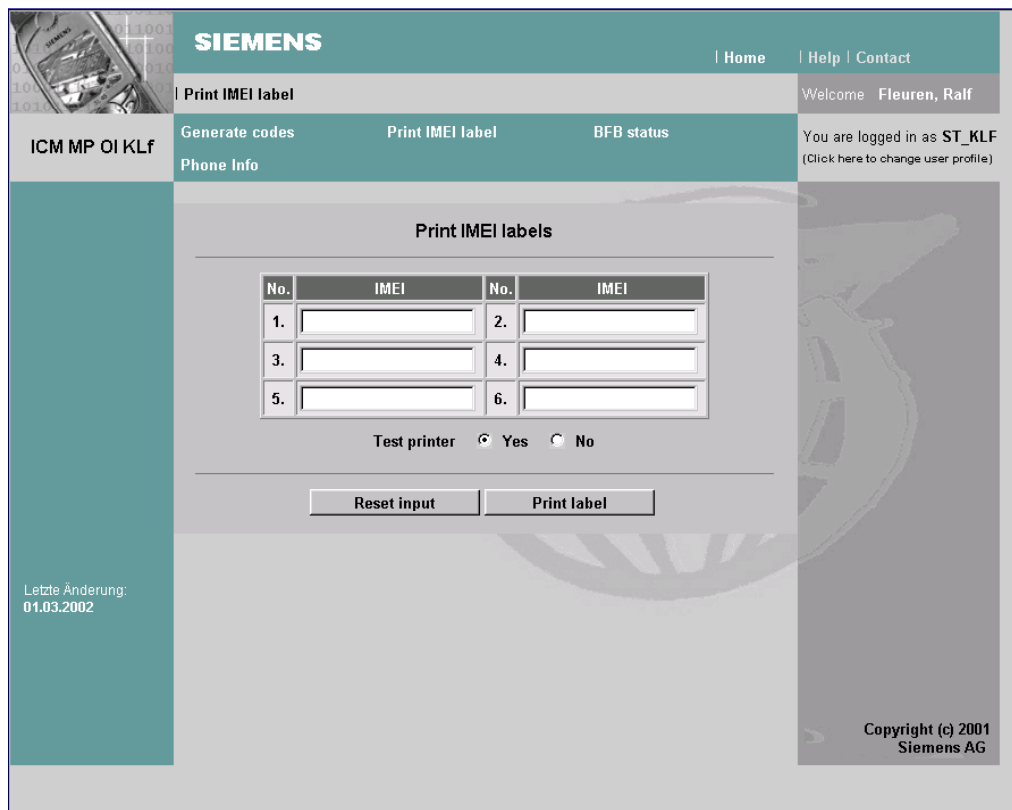 SIEMENS
| Home | Help | Contact
| Print IMEI label
Welcome Fleuren, Ralf
ICM MP OI KLf
Generate codes Print IMEI label BFB status
Phone Info
You are logged in as ST_KLF
(Click here to change user profile)
Print IMEI labels
No. IMEI No. IMEI
1. 2.
3. 4.
5. 6.
Test printer Yes No
Reset input Print label
Letzte Änderung:
01.03.2002
Copyright (c) 2001
Siemens AG